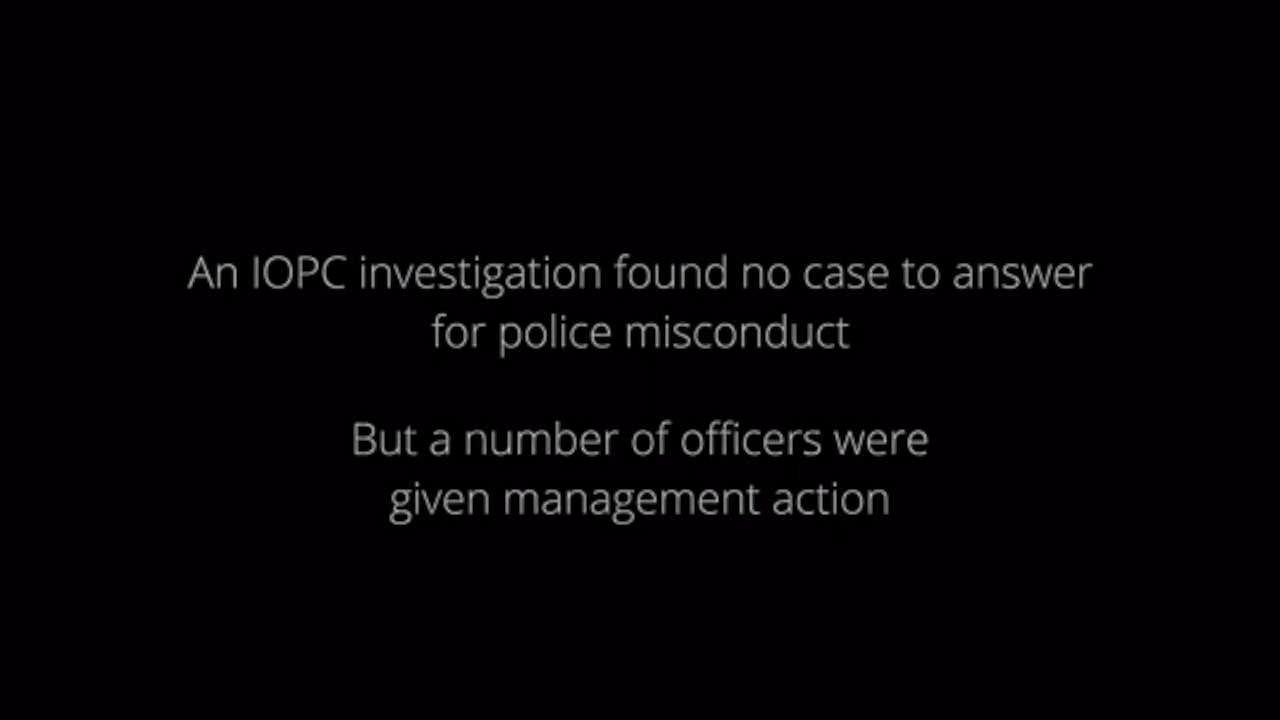 An IOPC investigation found no case to answer
for police misconduct
But a number of officers were
given management action